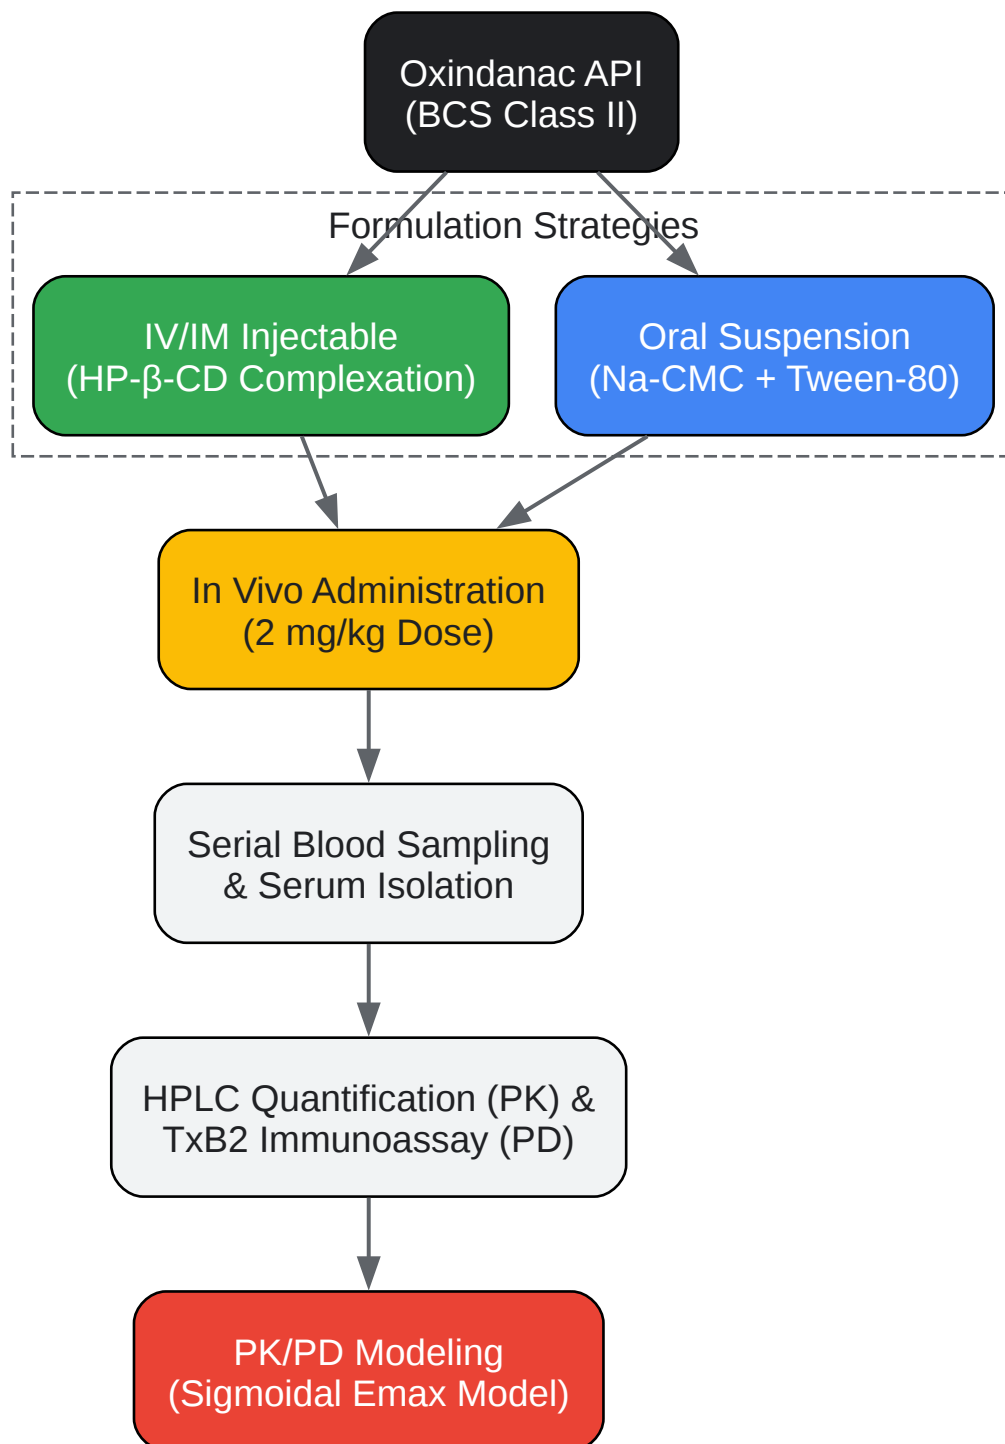 Oxindanac API
(BCS Class II)
Formulation Strategies
IV/IM Injectable
(HP-β-CD Complexation)
Oral Suspension
(Na-CMC + Tween-80)
In Vivo Administration
(2 mg/kg Dose)
Serial Blood Sampling
& Serum Isolation
HPLC Quantification (PK) &
TxB2 Immunoassay (PD)
PK/PD Modeling
(Sigmoidal Emax Model)